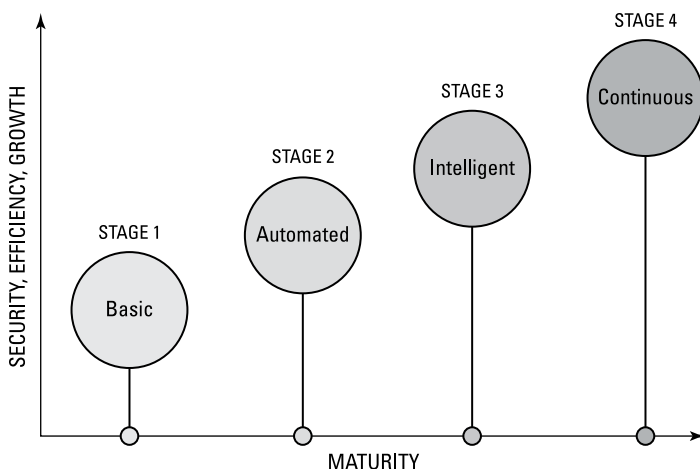 STAGE 4
Continuous
STAGE 3
Intelligent
STAGE 2
Automated
STAGE 1
Basic
SECURITY, EFFICIENCY, GROWTH
MATURITY